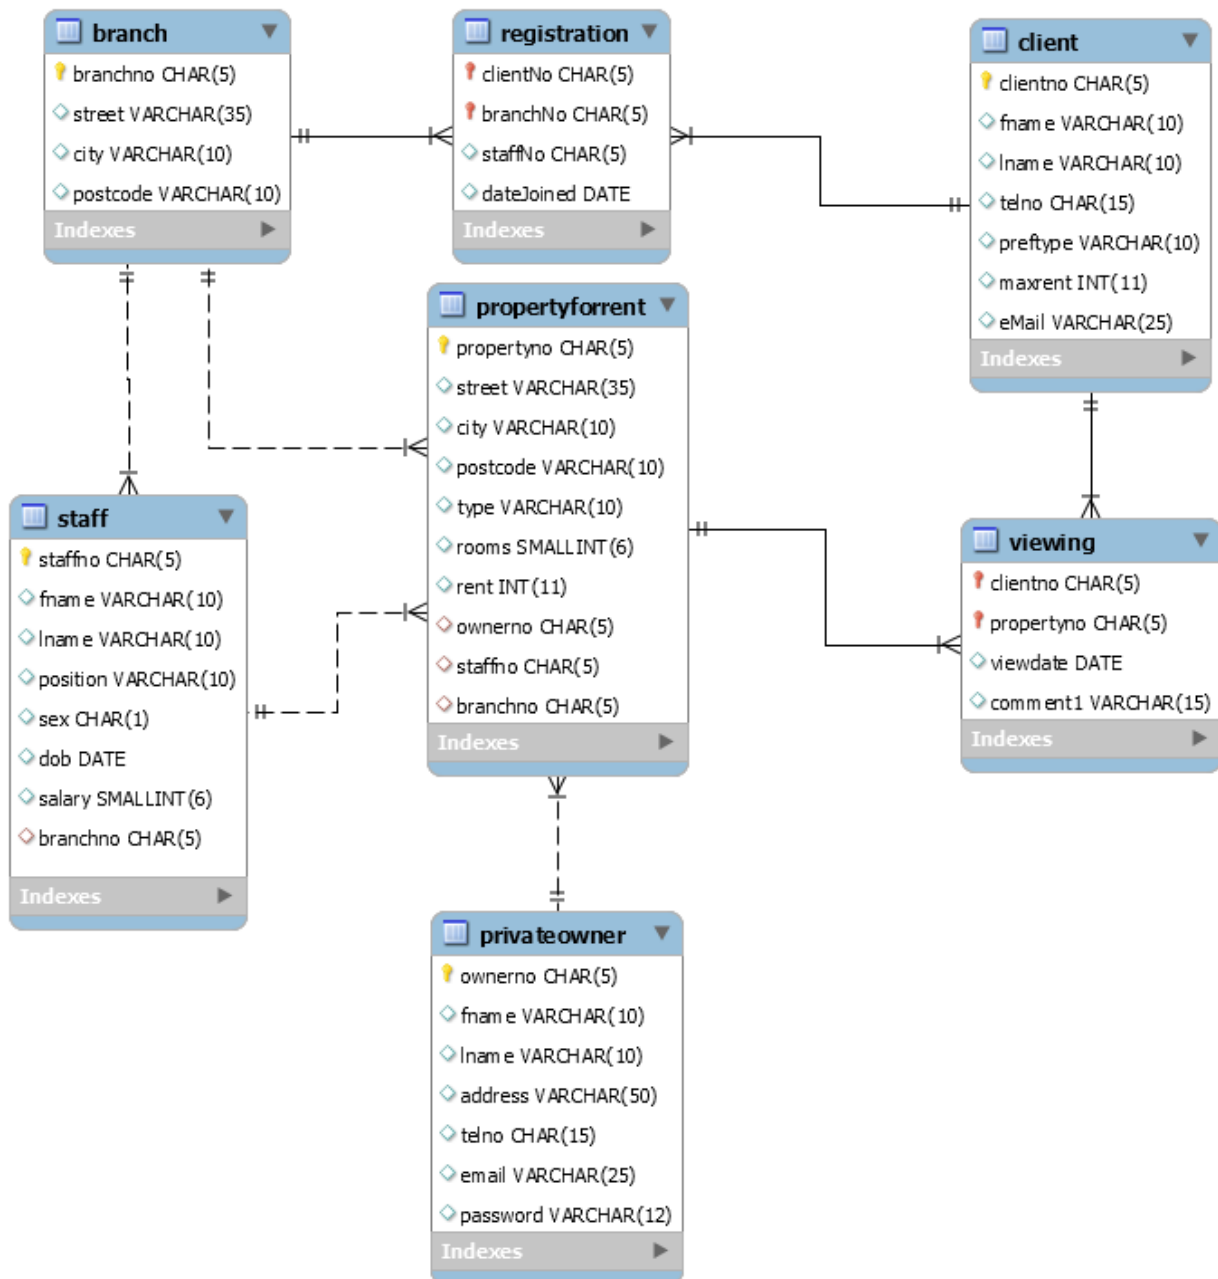 branch
branchno CHAR(5)
street VARCHAR(35)
city VARCHAR(10)
postcode VARCHAR(10)
Indexes
registration
clientNo CHAR(5)
branchNo CHAR(5)
staffNo CHAR(5)
dateJoined DATE
Indexes
client
clientno CHAR(5)
fname VARCHAR(10)
lname VARCHAR(10)
telno CHAR(15)
preftype VARCHAR(10)
maxrent INT(11)
eMail VARCHAR(25)
Indexes
propertyforrent
propertyno CHAR(5)
street VARCHAR(35)
city VARCHAR(10)
postcode VARCHAR(10)
type VARCHAR(10)
rooms SMALLINT(6)
rent INT(11)
ownerno CHAR(5)
staffno CHAR(5)
branchno CHAR(5)
Indexes
staff
staffno CHAR(5)
fname VARCHAR(10)
lname VARCHAR(10)
position VARCHAR(10)
sex CHAR(1)
dob DATE
salary SMALLINT(6)
branchno CHAR(5)
Indexes
viewing
clientno CHAR(5)
propertyno CHAR(5)
viewdate DATE
comment1 VARCHAR(15)
Indexes
privateowner
ownerno CHAR(5)
fname VARCHAR(10)
lname VARCHAR(10)
address VARCHAR(50)
telno CHAR(15)
email VARCHAR(25)
password VARCHAR(12)
Indexes